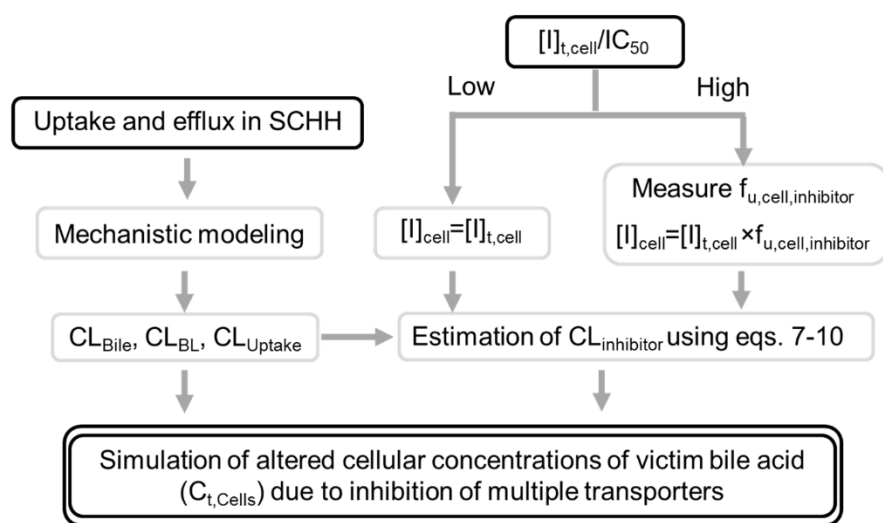 [I]t,cell/IC50
Low
High
Uptake and efflux in SCHH
Measure fu,cell,inhibitor
[I]cell=[I]t,cell ×fu,cell,inhibitor
Mechanistic modeling
[I]cell=[I]t,cell
CLBile, CLBL, CLUptake
Estimation of CLinhibitor using eqs. 7-10
Simulation of altered cellular concentrations of victim bile acid
(Ct,Cells) due to inhibition of multiple transporters